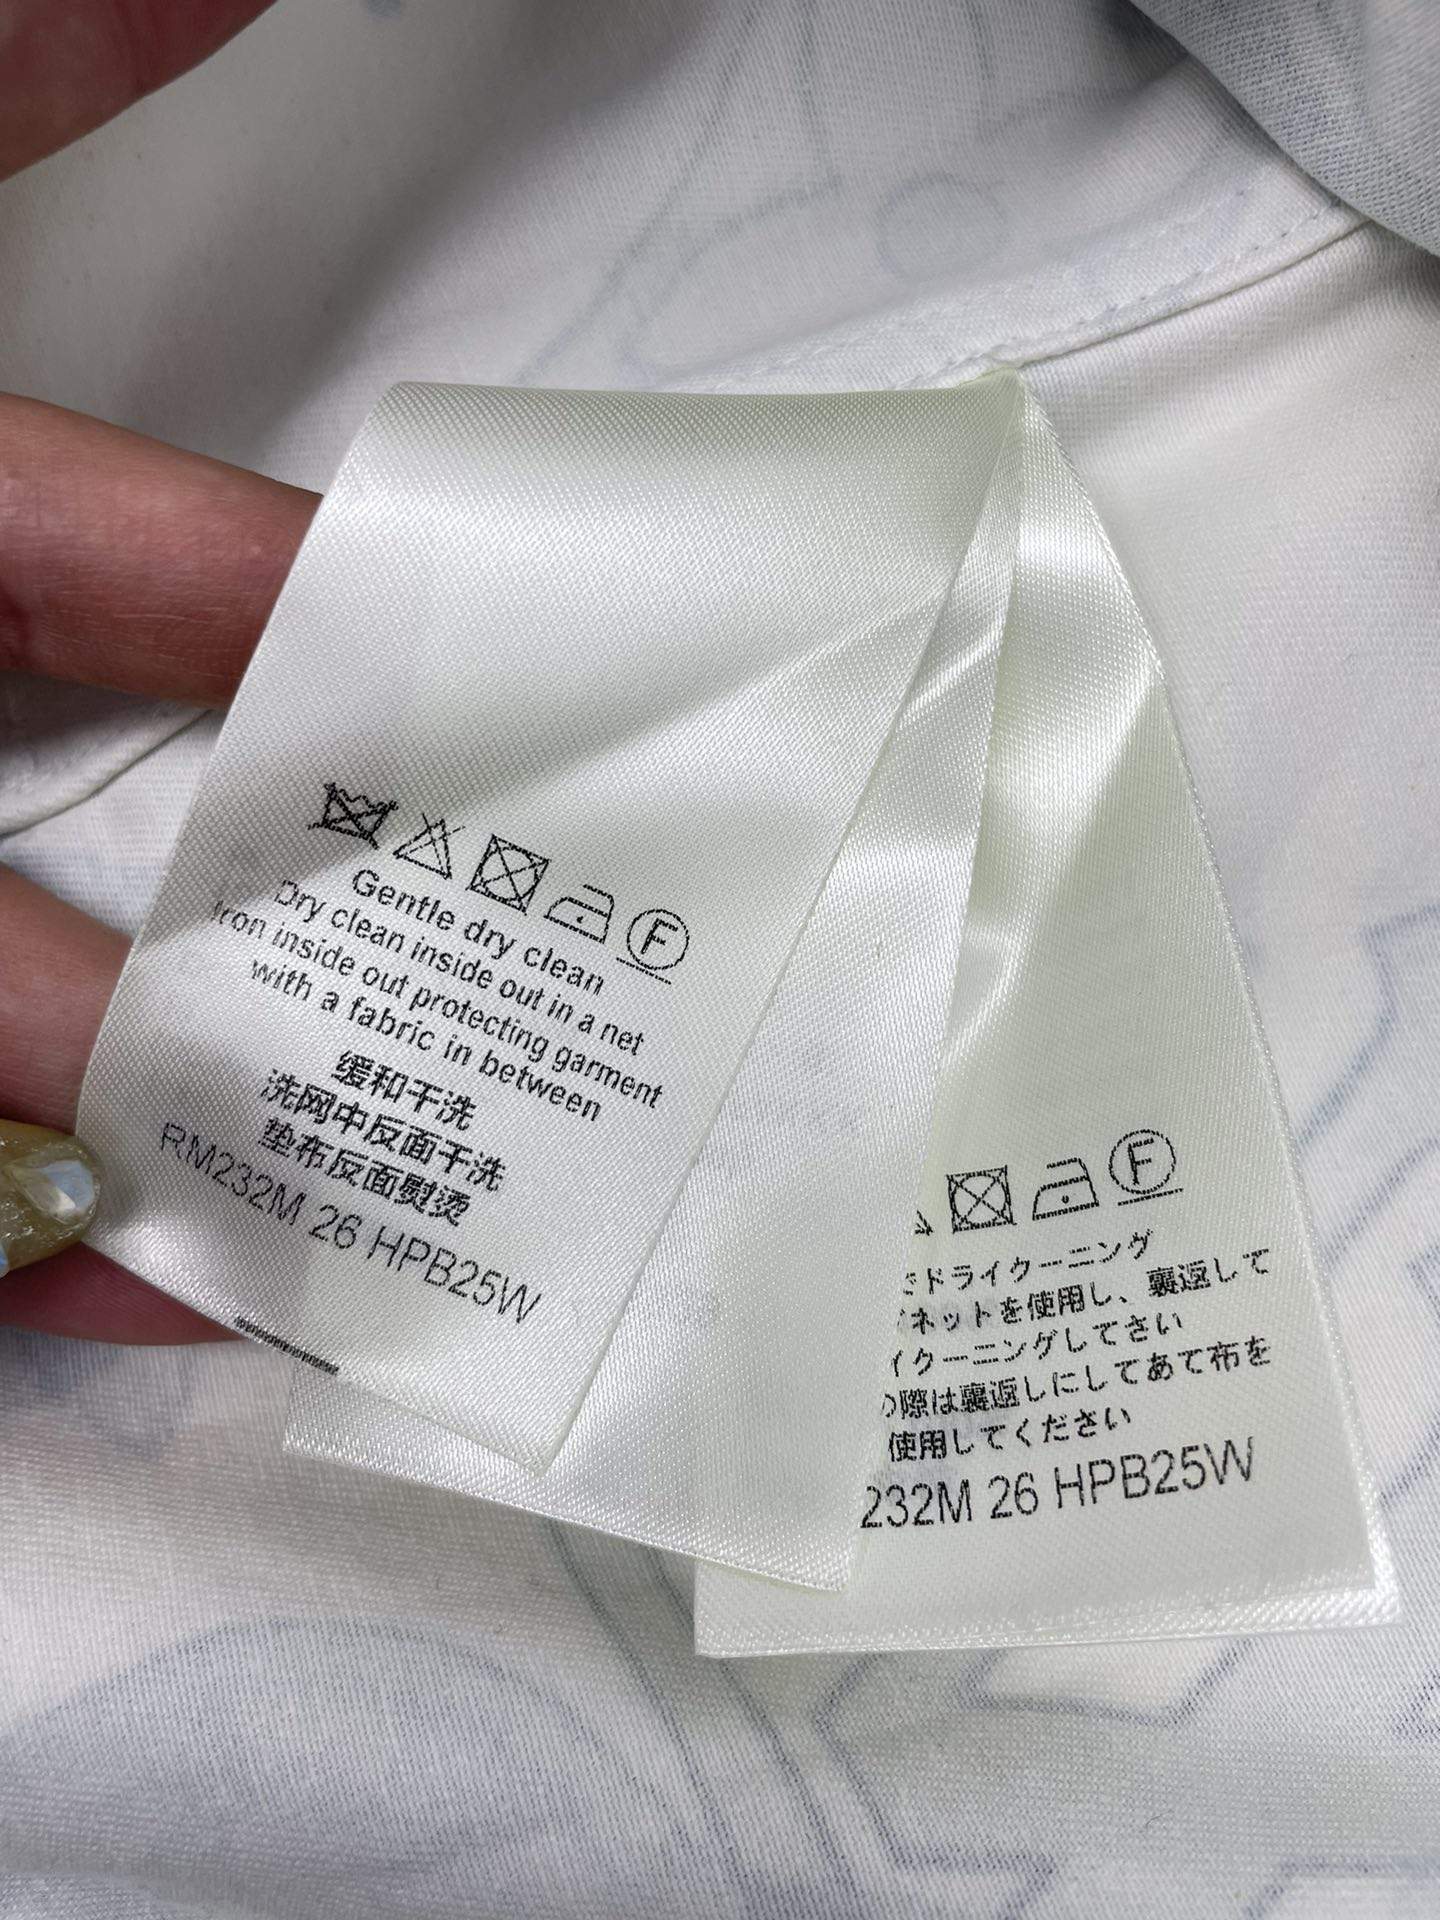 F
Gentle dry clean
Dry clean inside out in a net
Iron inside out protecting garment
with a fabric in between
缓和干洗
洗网中反面干洗
垫布反面熨烫
RM232M 26 HPB25W
F
ドライクーニング
ネットを使用し、裏返して
イクーニングしてさい
の際は裏返しにしてあて布を
使用してください
232M 26 HPB25W